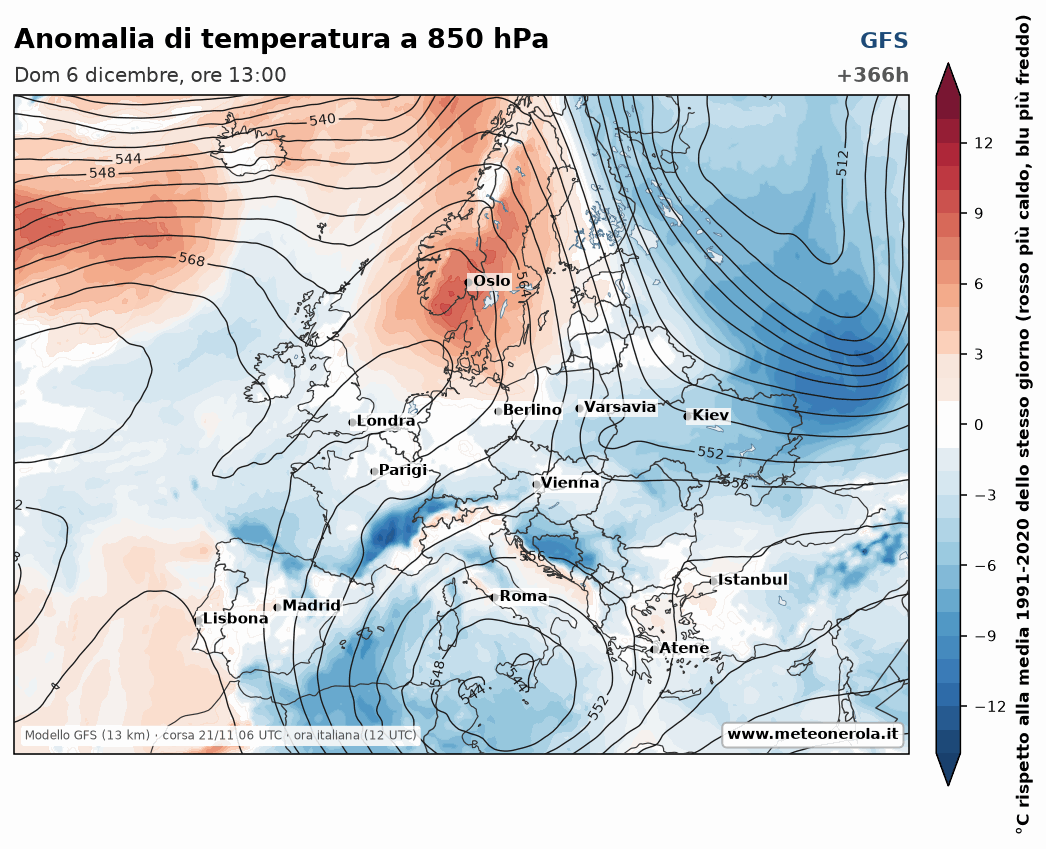 Anomalia di temperatura a 850 hPa
GFS
Dom 6 dicembre, ore 13:00
+366h
540
544
548
512
568
Oslo
564
Berlino
Varsavia
Kiev
Londra
552
Parigi
Vienna
556
556
Istanbul
Roma
Madrid
Lisbona
Atene
548
544
544
552
Modello GFS (13 km) · corsa 21/11 06 UTC · ora italiana (12 UTC)
www.meteonerola.it
12
9
6
3
0
−3
−6
−9
−12
°C rispetto alla media 1991-2020 dello stesso giorno (rosso più caldo, blu più freddo)